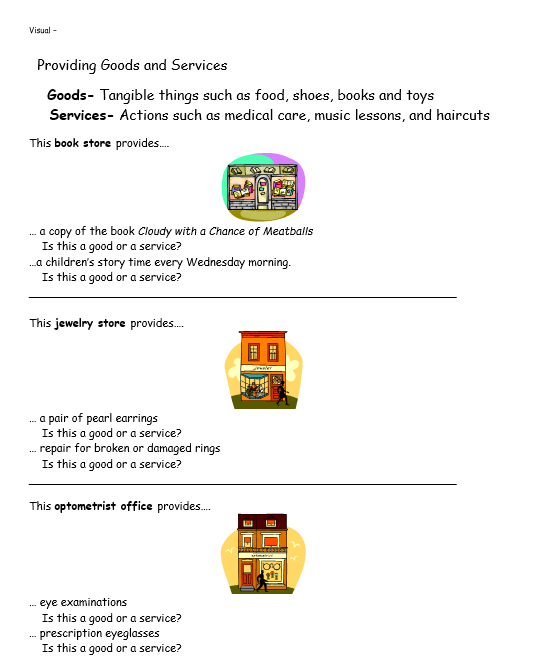 Visual –
Providing Goods and Services
Goods- Tangible things such as food, shoes, books and toys
Services- Actions such as medical care, music lessons, and haircuts
This book store provides….
… a copy of the book Cloudy with a Chance of Meatballs
Is this a good or a service?
…a children's story time every Wednesday morning.
Is this a good or a service?
This jewelry store provides….
jeweler
… a pair of pearl earrings
Is this a good or a service?
… repair for broken or damaged rings
Is this a good or a service?
This optometrist office provides….
… eye examinations
Is this a good or a service?
… prescription eyeglasses
Is this a good or a service?